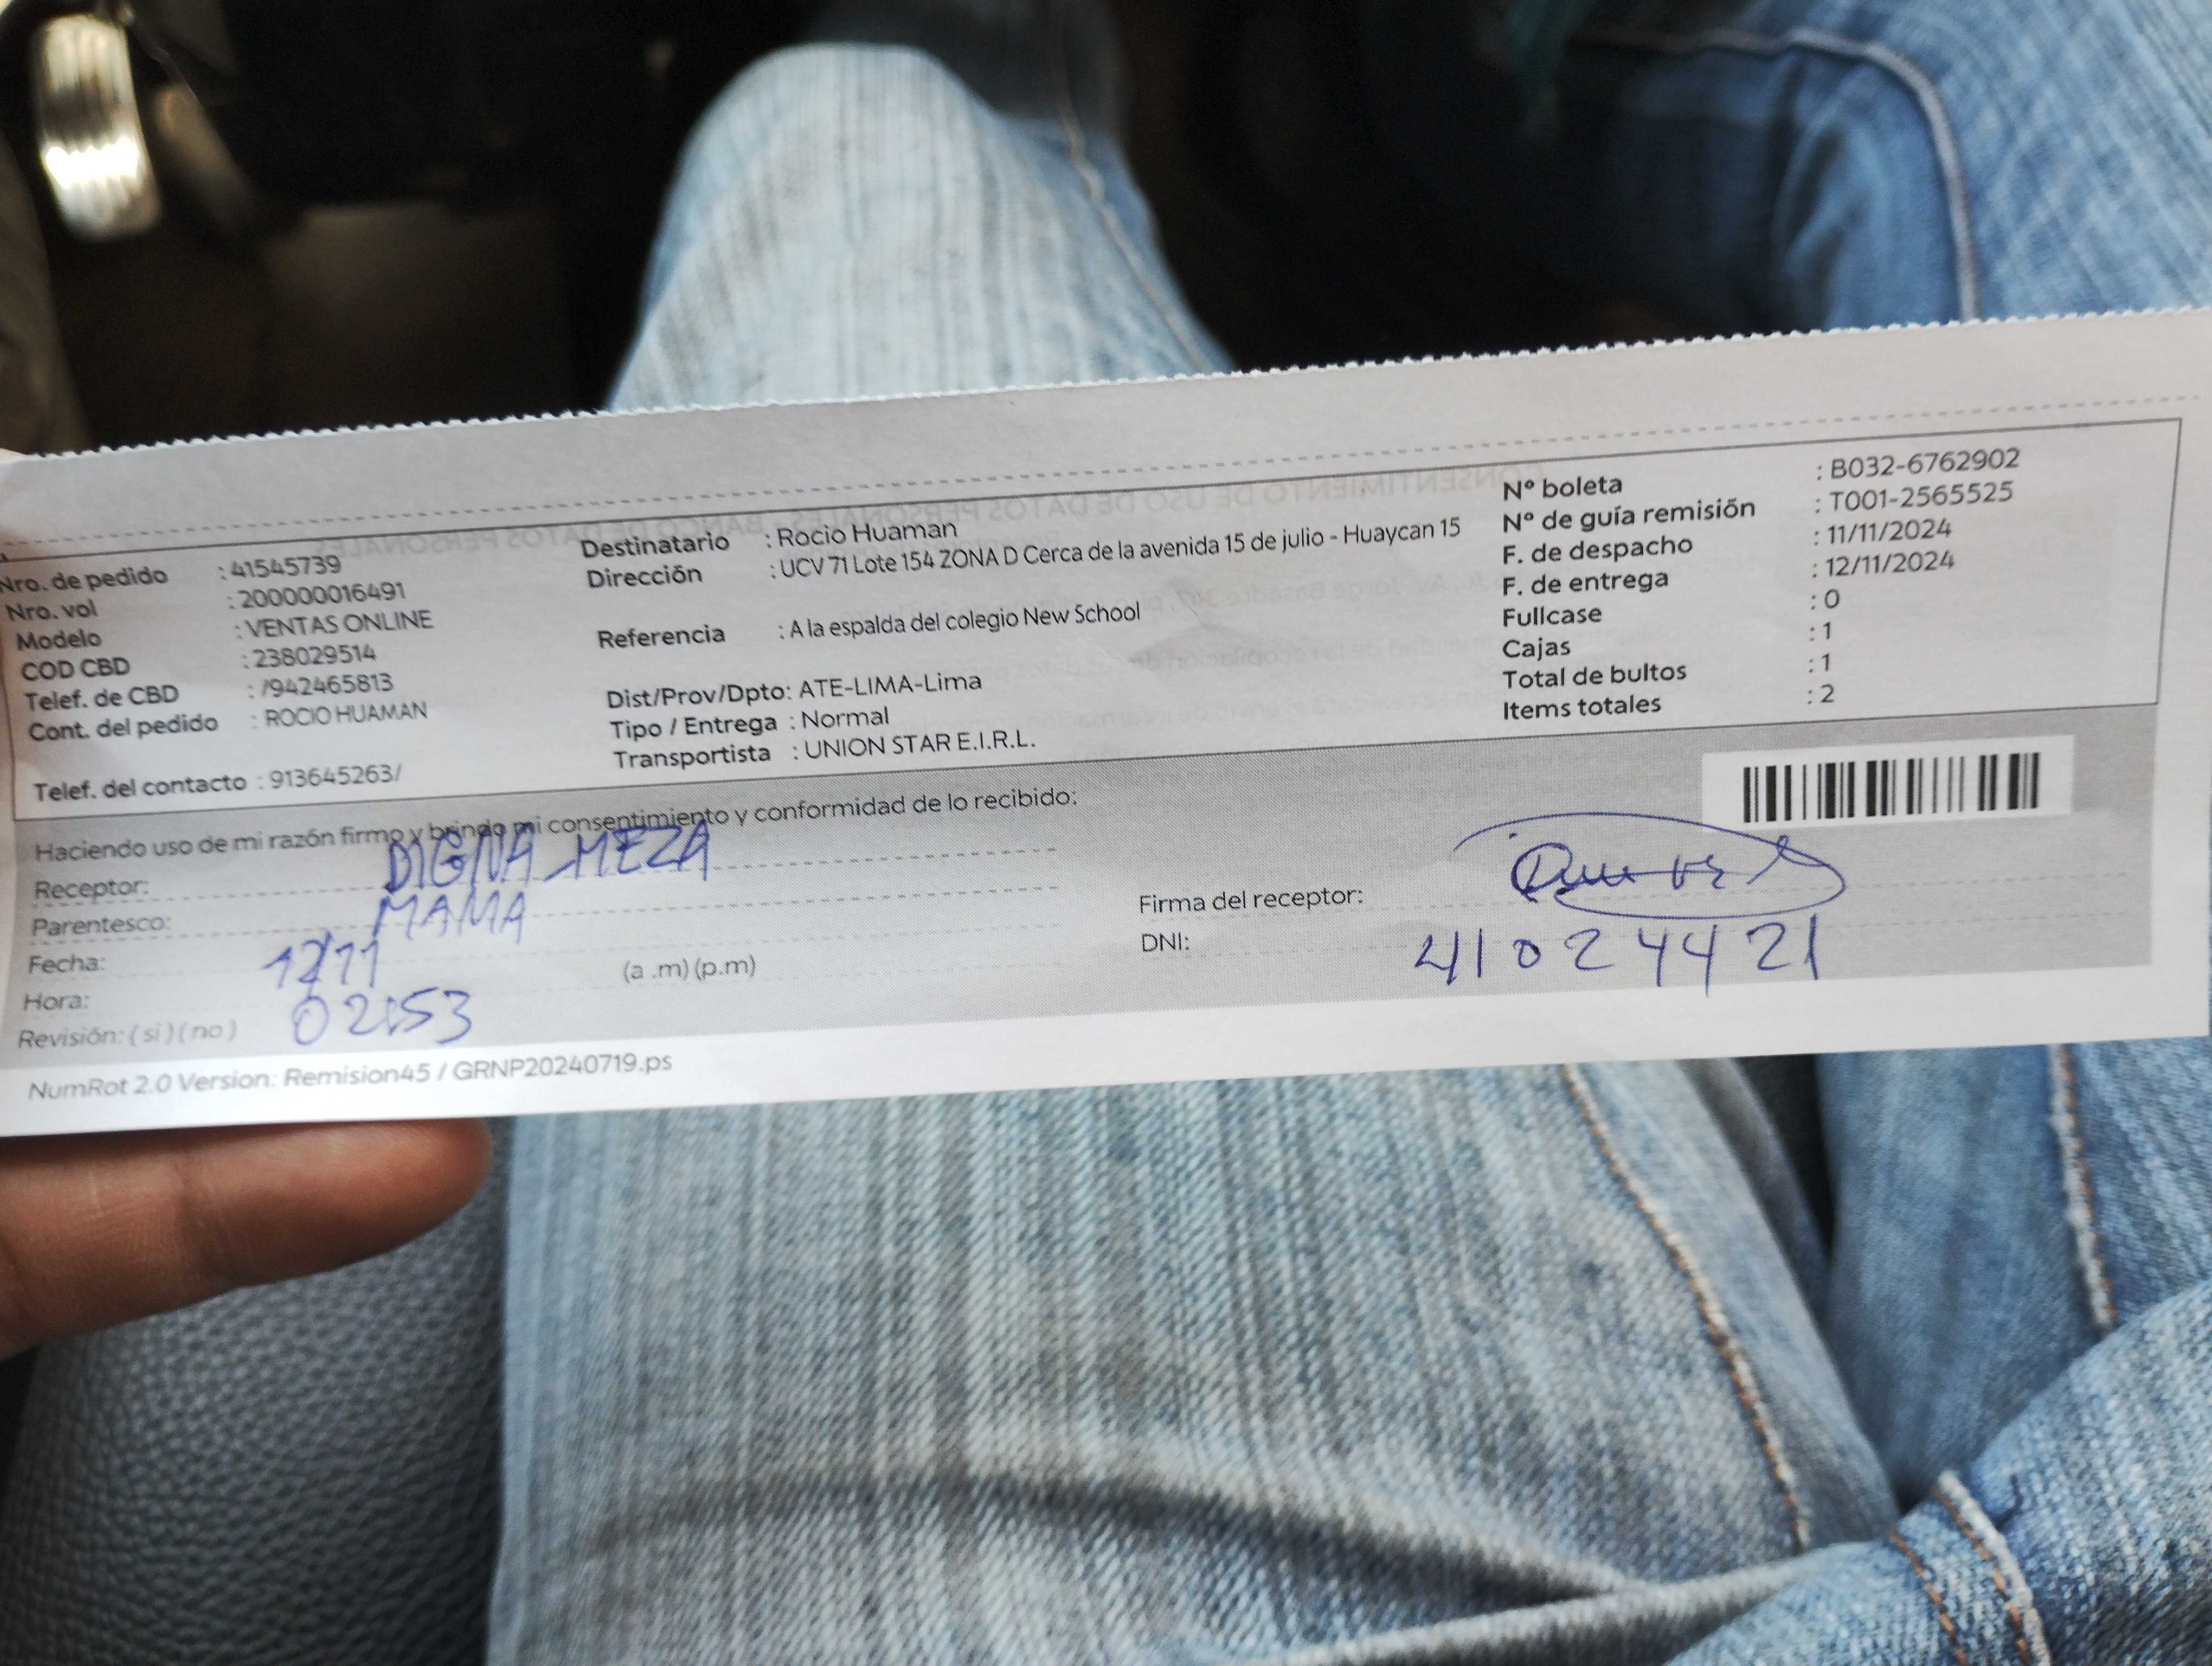 Nro. de pedido : 41545739
Nro. vol : 200000016491
Modelo : VENTAS ONLINE
COD CBD : 238029514
Telef. de CBD : /942465813
Cont. del pedido : ROCIO HUAMAN
Telef. del contacto : 913645263/
Destinatario : Rocio Huaman
Dirección : UCV 71 Lote 154 ZONA D Cerca de la avenida 15 de julio - Huaycan 15
Referencia : A la espalda del colegio New School
Dist/Prov/Dpto: ATE-LIMA-Lima
Tipo / Entrega : Normal
Transportista : UNION STAR E.I.R.L.
Nº boleta : B032-6762902
Nº de guía remisión : T001-2565525
F. de despacho : 11/11/2024
F. de entrega : 12/11/2024
Fullcase : 0
Cajas : 1
Total de bultos : 1
Items totales : 2
Haciendo uso de mi razón firmo y brindo mi consentimiento y conformidad de lo recibido:
Receptor: DIGNA MEZA
Parentesco: MAMA
Fecha: 12/11
Hora: 02:53 (a .m) (p.m)
Revisión: ( si ) ( no )
Firma del receptor:
DNI: 41024421
NumRot 2.0 Version: Remision45 / GRNP20240719.ps